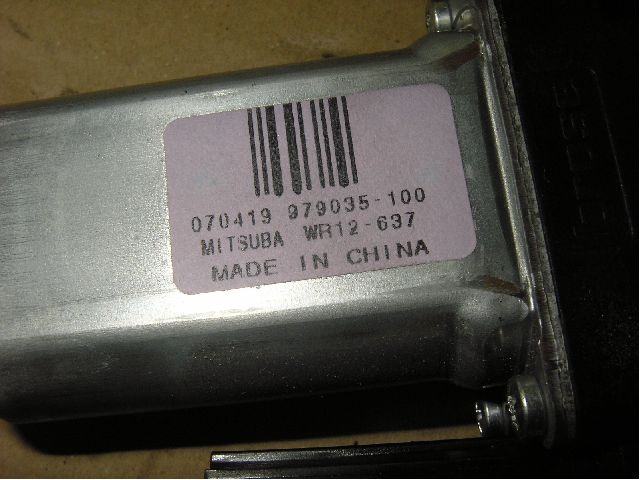 070419 979035-100
MITSUBA WR12-637
MADE IN CHINA